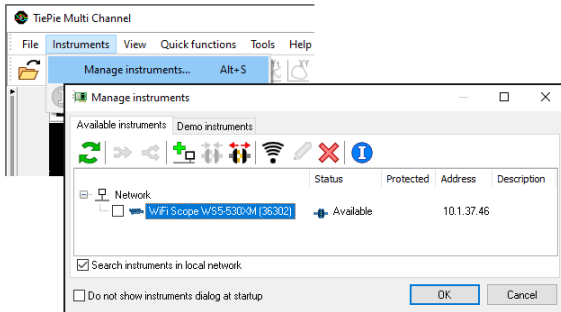 TiePie Multi Channel
File Instruments View Quick functions Tools Help
Manage instruments... Alt+S
Manage instruments
Available instruments Demo instruments
Status Protected Address Description
Network
WiFi Scope WS5-530XM (36302) Available 10.1.37.46
Search instruments in local network
Do not show instruments dialog at startup OK Cancel